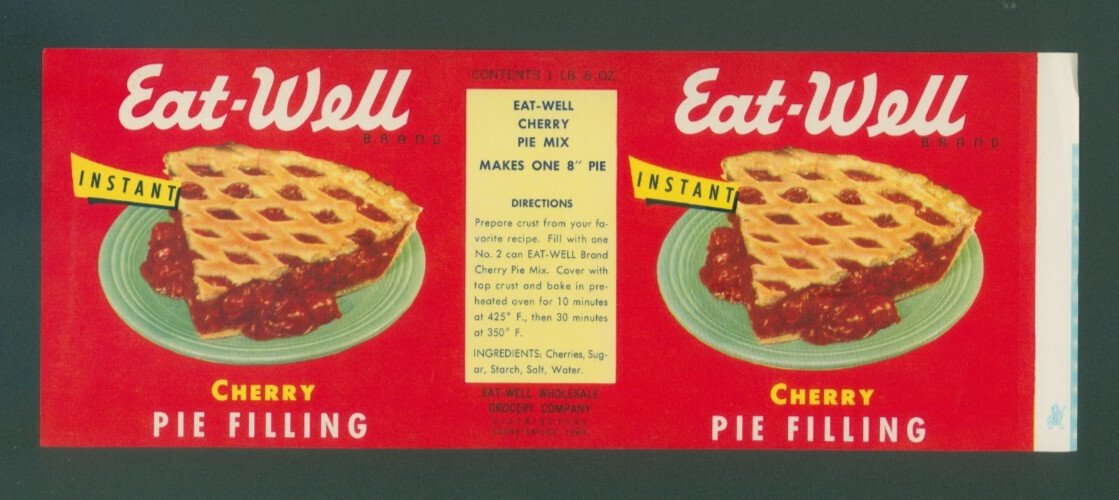 Eat-Well
BRAND
INSTANT
CHERRY
PIE FILLING
CONTENTS 1 LB. 6 OZ.
EAT-WELL
CHERRY
PIE MIX
MAKES ONE 8" PIE
DIRECTIONS
Prepare crust from your fa-
vorite recipe. Fill with one
No. 2 can EAT-WELL Brand
Cherry Pie Mix. Cover with
top crust and bake in pre-
heated oven for 10 minutes
at 425° F., then 30 minutes
at 350° F.
INGREDIENTS: Cherries, Sug-
ar, Starch, Salt, Water.
EAT-WELL WHOLESALE
GROCERY COMPANY
DISTRIBUTORS
Eat-Well
BRAND
INSTANT
CHERRY
PIE FILLING